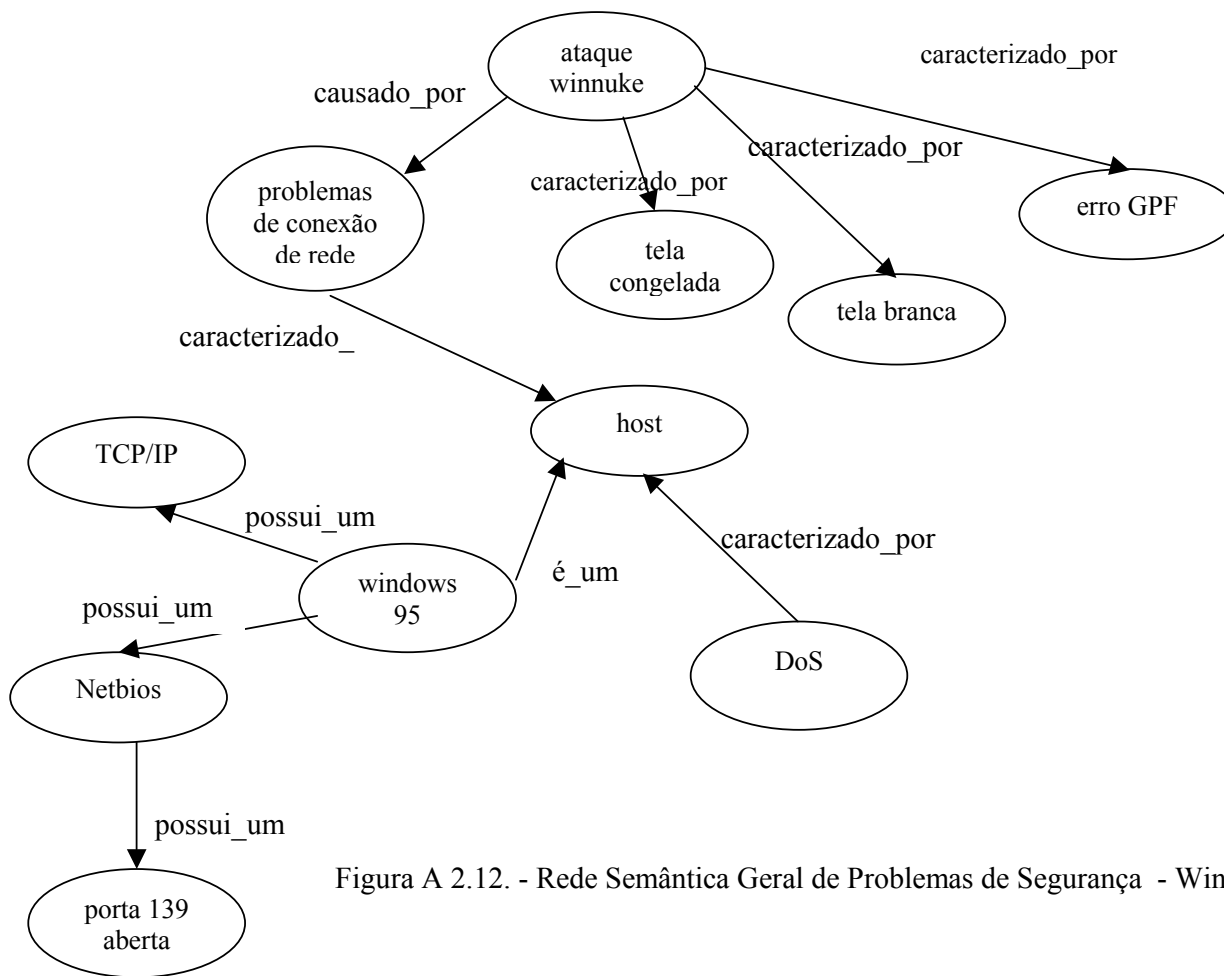 ataque
winnuke
caracterizado_por
causado_por
caracterizado_por
problemas
de conexão
de rede
caracterizado_por
erro GPF
tela
congelada
tela branca
caracterizado_
host
TCP/IP
possui_um
caracterizado_por
windows
95
é_um
possui_um
DoS
Netbios
possui_um
porta 139
aberta
Figura A 2.12. - Rede Semântica Geral de Problemas de Segurança - Win